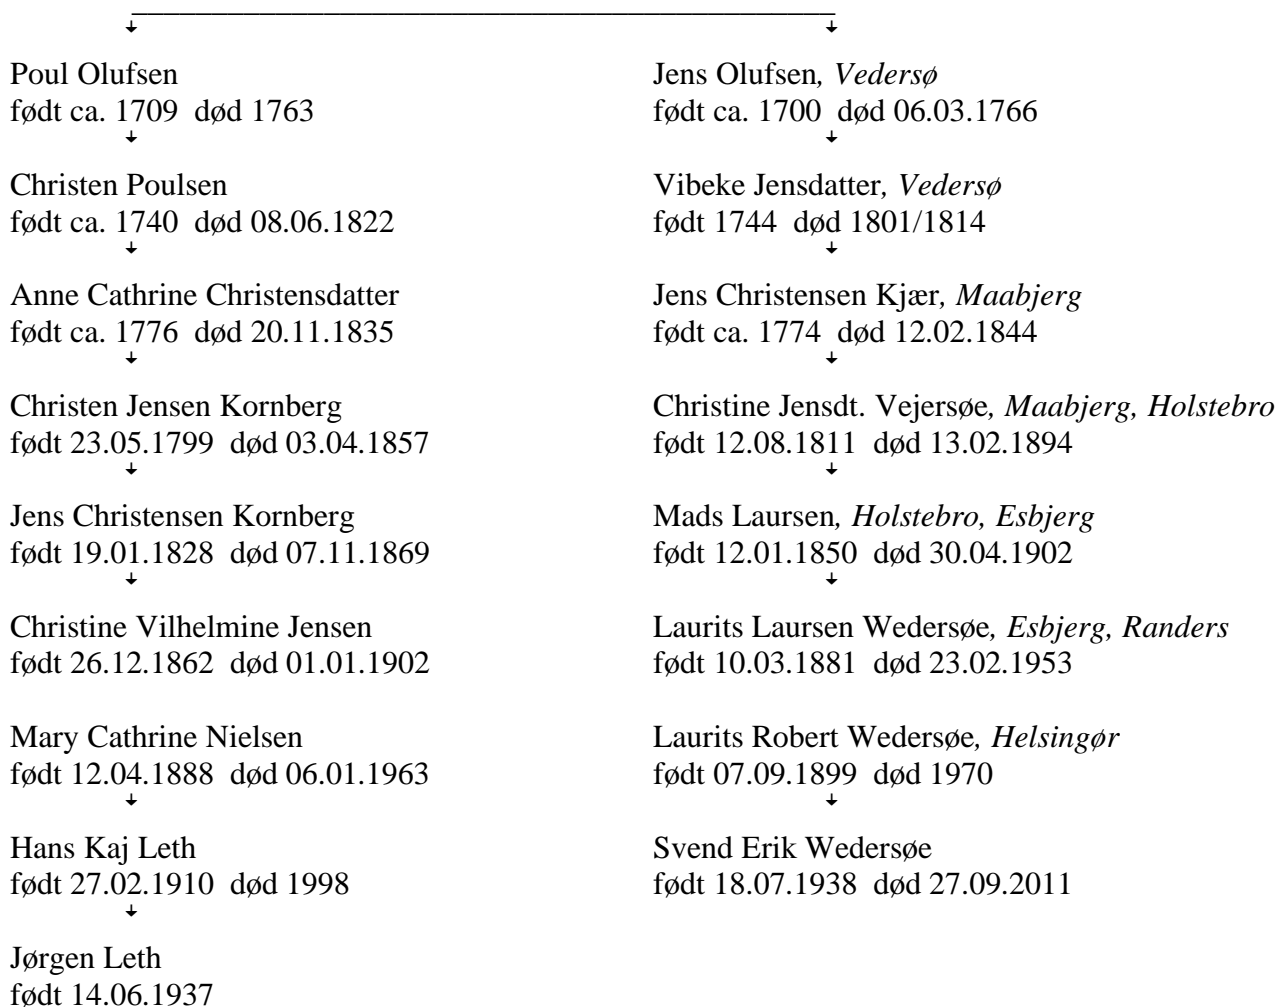 Poul Olufsen
født ca. 1709 død 1763
Christen Poulsen
født ca. 1740 død 08.06.1822
Anne Cathrine Christensdatter
født ca. 1776 død 20.11.1835
Christen Jensen Kornberg
født 23.05.1799 død 03.04.1857
Jens Christensen Kornberg
født 19.01.1828 død 07.11.1869
Christine Vilhelmine Jensen
født 26.12.1862 død 01.01.1902
Mary Cathrine Nielsen
født 12.04.1888 død 06.01.1963
Hans Kaj Leth
født 27.02.1910 død 1998
Jørgen Leth
født 14.06.1937
Jens Olufsen, Vedersø
født ca. 1700 død 06.03.1766
Vibeke Jensdatter, Vedersø
født 1744 død 1801/1814
Jens Christensen Kjær, Maabjerg
født ca. 1774 død 12.02.1844
Christine Jensdt. Vejersøe, Maabjerg, Holstebro
født 12.08.1811 død 13.02.1894
Mads Laursen, Holstebro, Esbjerg
født 12.01.1850 død 30.04.1902
Laurits Laursen Wedersøe, Esbjerg, Randers
født 10.03.1881 død 23.02.1953
Laurits Robert Wedersøe, Helsingør
født 07.09.1899 død 1970
Svend Erik Wedersøe
født 18.07.1938 død 27.09.2011